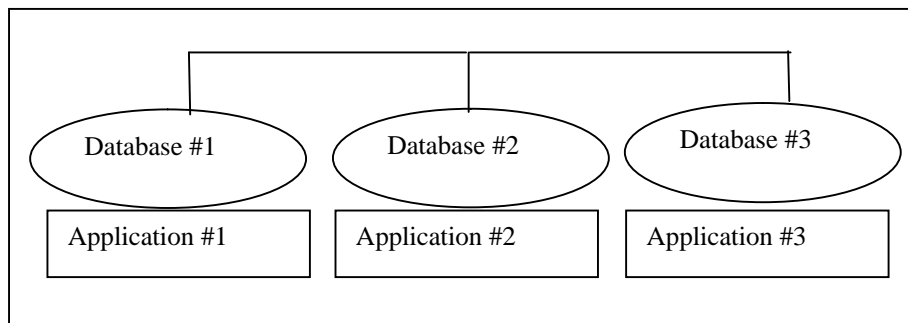 Database #1
Database #2
Database #3
Application #1
Application #2
Application #3